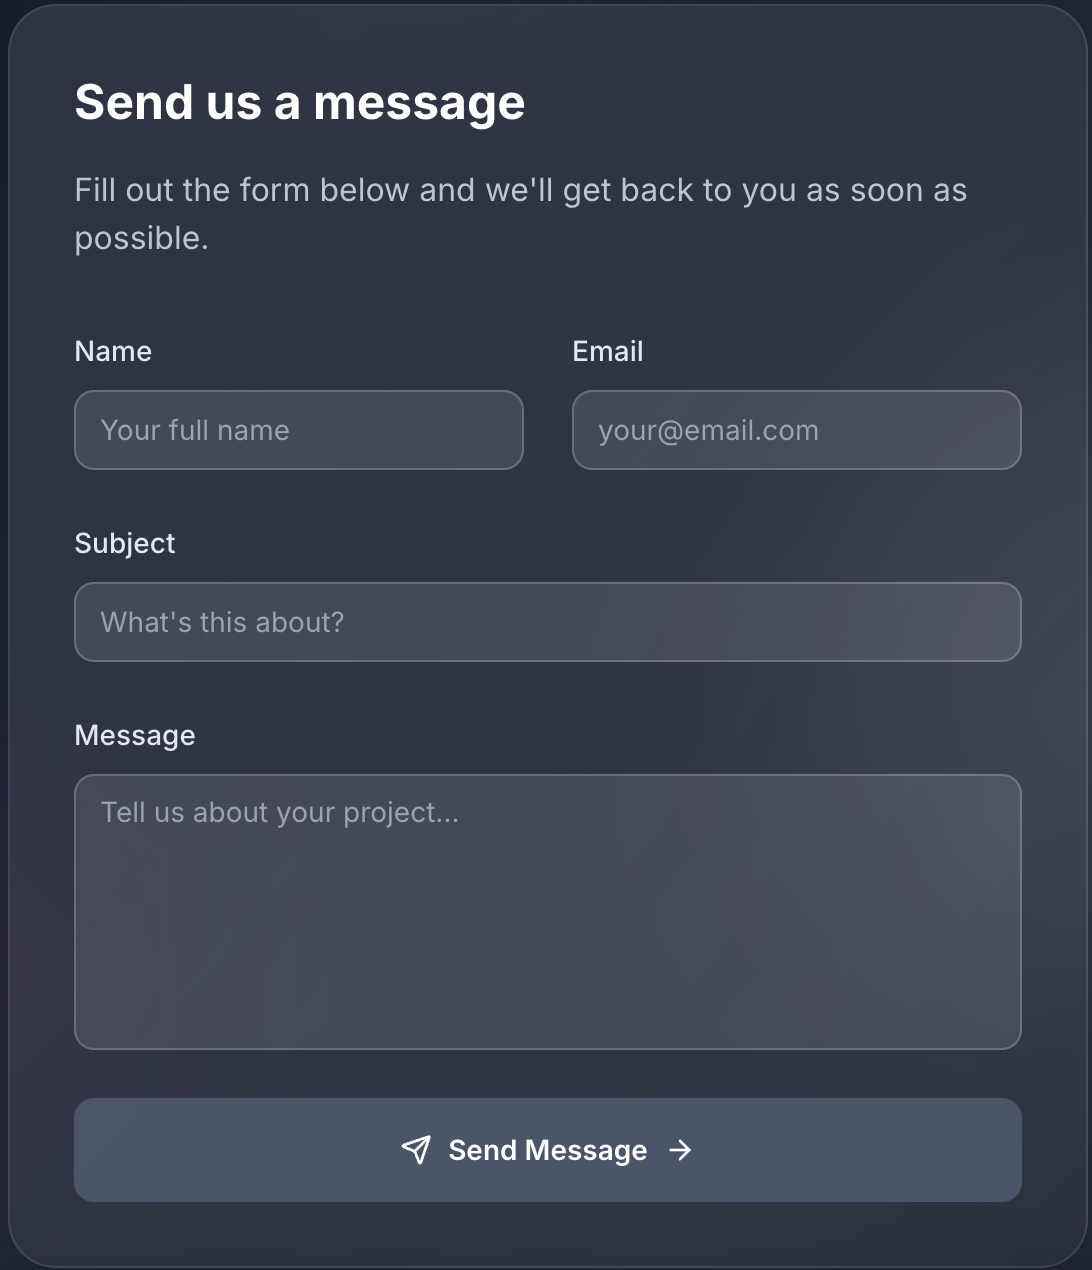 Send us a message
Fill out the form below and we'll get back to you as soon as
possible.
Name
Email
Your full name
your@email.com
Subject
What's this about?
Message
Tell us about your project...
Send Message